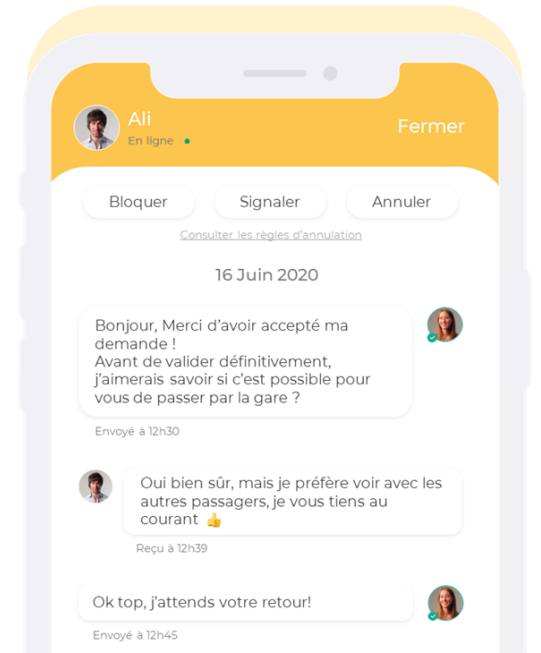 Ali
Fermer
En ligne
Bloquer
Signaler
Annuler
Consulter les règles d'annulation
16 Juin 2020
Bonjour, Merci d'avoir accepté ma
demande !
Avant de valider définitivement,
j'aimerais savoir si c'est possible pour
vous de passer par la gare ?
Envoyé à 12h30
Oui bien sûr, mais je préfère voir avec les
autres passagers, je vous tiens au
courant 👍
Reçu à 12h39
Ok top, j'attends votre retour!
Envoyé à 12h45